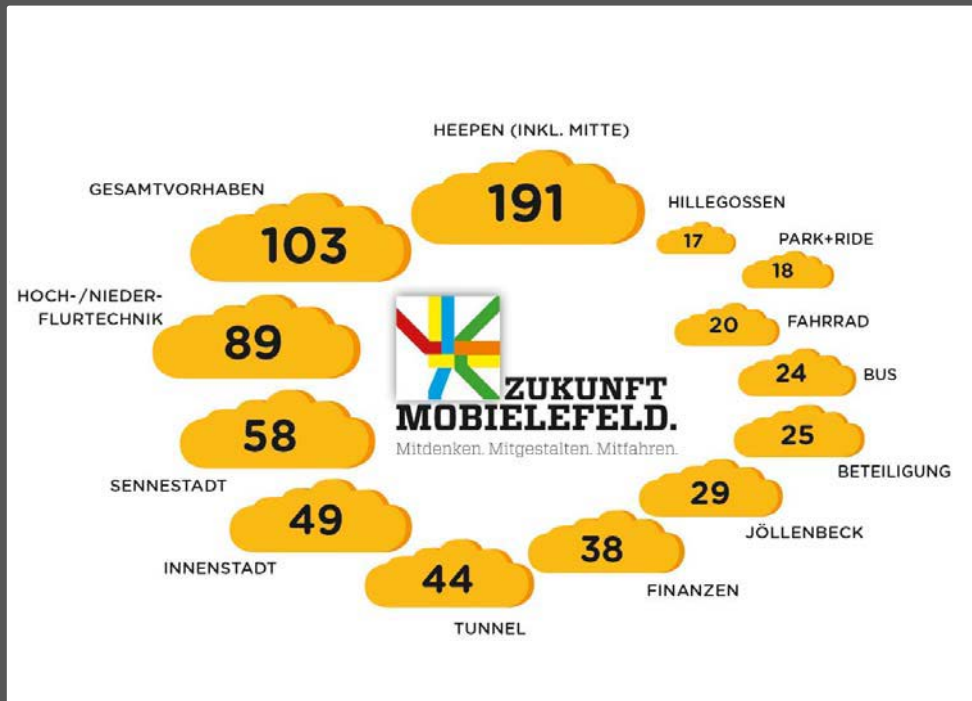 HEEPEN (INKL. MITTE)
191
GESAMTVORHABEN
103
HILLEGOSSEN
17
PARK+RIDE
18
HOCH-/NIEDER-
FLURTECHNIK
89
20
FAHRRAD
24
BUS
ZUKUNFT
MOBIELEFELD.
Mitdenken. Mitgestalten. Mitfahren.
58
SENNESTADT
25
BETEILIGUNG
29
JÖLLENBECK
49
INNENSTADT
38
FINANZEN
44
TUNNEL